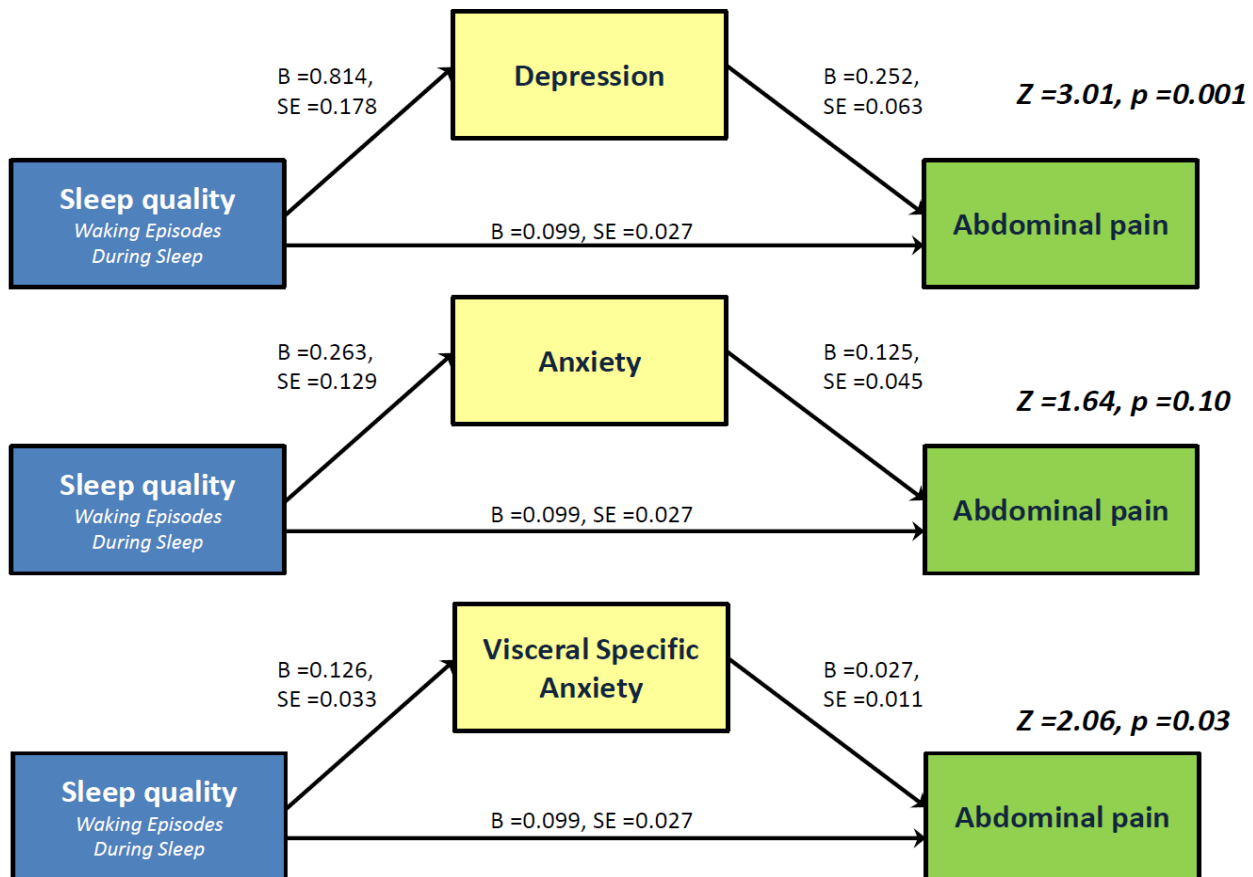 B =0.814,
SE =0.178
Depression
B =0.252,
SE =0.063
Z =3.01, p =0.001
Sleep quality
Waking Episodes
During Sleep
B =0.099, SE =0.027
Abdominal pain
B =0.263,
SE =0.129
Anxiety
B =0.125,
SE =0.045
Z =1.64, p =0.10
Sleep quality
Waking Episodes
During Sleep
B =0.099, SE =0.027
Abdominal pain
B =0.126,
SE =0.033
Visceral Specific
Anxiety
B =0.027,
SE =0.011
Z =2.06, p =0.03
Sleep quality
Waking Episodes
During Sleep
B =0.099, SE =0.027
Abdominal pain